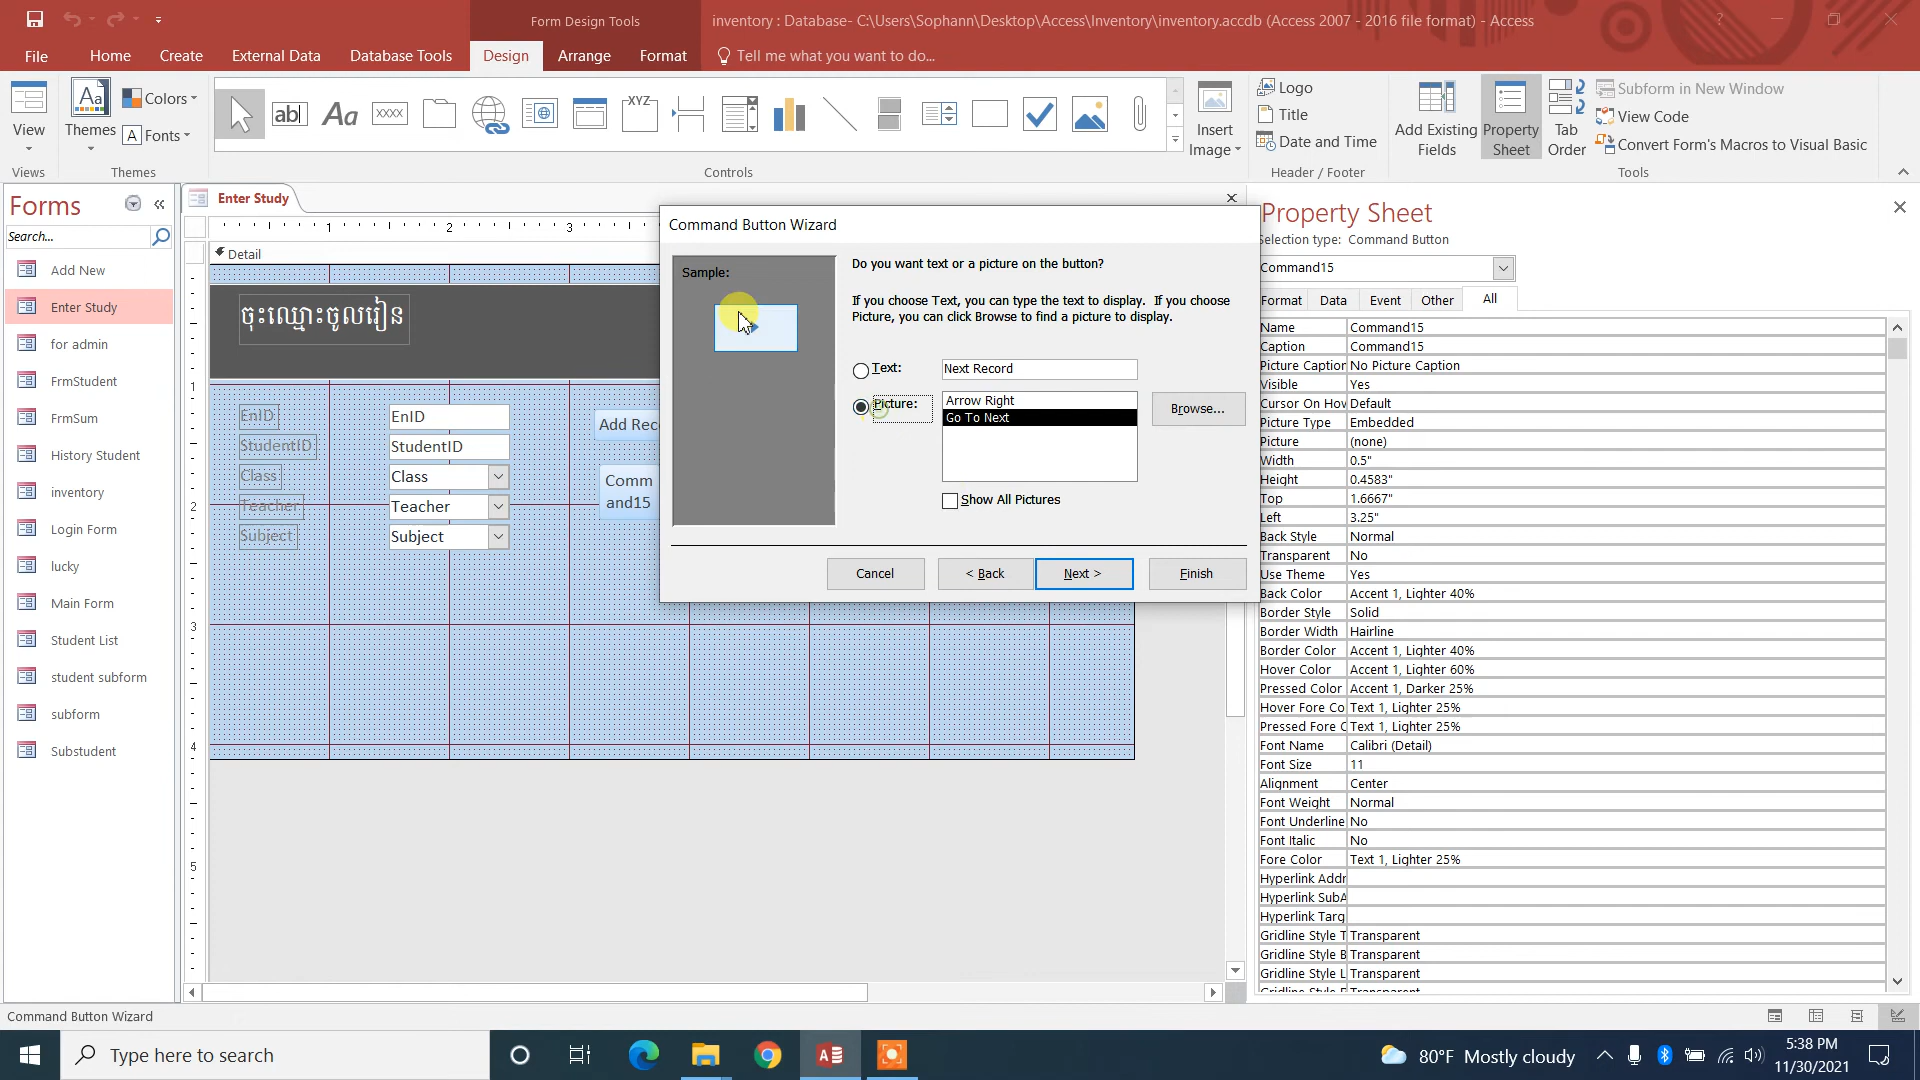 Form Design Tools
inventory : Database- C:\Users\Sophann\Desktop\Access\Inventory\inventory.accdb (Access 2007 - 2016 file format) - Access
File
Home
Create
External Data
Database Tools
Design
Arrange
Format
Tell me what you want to do...
View
Themes
Colors
Fonts
Insert
Image
Logo
Title
Date and Time
Add Existing
Fields
Property
Sheet
Tab
Order
Subform in New Window
View Code
Convert Form's Macros to Visual Basic
Views
Themes
Controls
Header / Footer
Tools
Forms
Search...
Add New
Enter Study
for admin
FrmStudent
FrmSum
History Student
inventory
Login Form
lucky
Main Form
Student List
student subform
subform
Substudent
Enter Study
Detail
ចុះឈ្មោះចូលរៀន
EnID
EnID
StudentID
StudentID
Class
Class
Teacher
Teacher
Subject
Subject
Add Rec
Comm
and15
Command Button Wizard
Sample:
Do you want text or a picture on the button?
If you choose Text, you can type the text to display. If you choose
Picture, you can click Browse to find a picture to display.
Text:
Next Record
Picture:
Arrow Right
Go To Next
Browse...
Show All Pictures
Cancel
< Back
Next >
Finish
Property Sheet
Selection type: Command Button
Command15
Format
Data
Event
Other
All
Name Command15
Caption Command15
Picture Caption No Picture Caption
Visible Yes
Cursor On Hov Default
Picture Type Embedded
Picture (none)
Width 0.5"
Height 0.4583"
Top 1.6667"
Left 3.25"
Back Style Normal
Transparent No
Use Theme Yes
Back Color Accent 1, Lighter 40%
Border Style Solid
Border Width Hairline
Border Color Accent 1, Lighter 40%
Hover Color Accent 1, Lighter 60%
Pressed Color Accent 1, Darker 25%
Hover Fore Co Text 1, Lighter 25%
Pressed Fore C Text 1, Lighter 25%
Font Name Calibri (Detail)
Font Size 11
Alignment Center
Font Weight Normal
Font Underline No
Font Italic No
Fore Color Text 1, Lighter 25%
Hyperlink Addr
Hyperlink SubA
Hyperlink Targ
Gridline Style T Transparent
Gridline Style B Transparent
Gridline Style L Transparent
Command Button Wizard
Type here to search
80°F Mostly cloudy
5:38 PM
11/30/2021